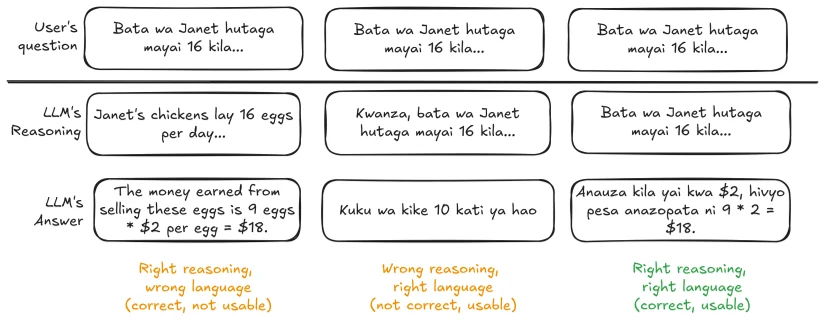 User's
question
Bata wa Janet hutaga
mayai 16 kila...
Bata wa Janet hutaga
mayai 16 kila...
Bata wa Janet hutaga
mayai 16 kila...
LLM's
Reasoning
Janet's chickens lay 16 eggs
per day...
Kwanza, bata wa Janet
hutaga mayai 16 kila...
Bata wa Janet hutaga
mayai 16 kila...
LLM's
Answer
The money earned from
selling these eggs is 9 eggs
* $2 per egg = $18.
Kuku wa kike 10 kati ya hao
Anauza kila yai kwa $2, hivyo
pesa anazopata ni 9 * 2 =
$18.
Right reasoning,
wrong language
(correct, not usable)
Wrong reasoning,
right language
(not correct, usable)
Right reasoning,
right language
(correct, usable)